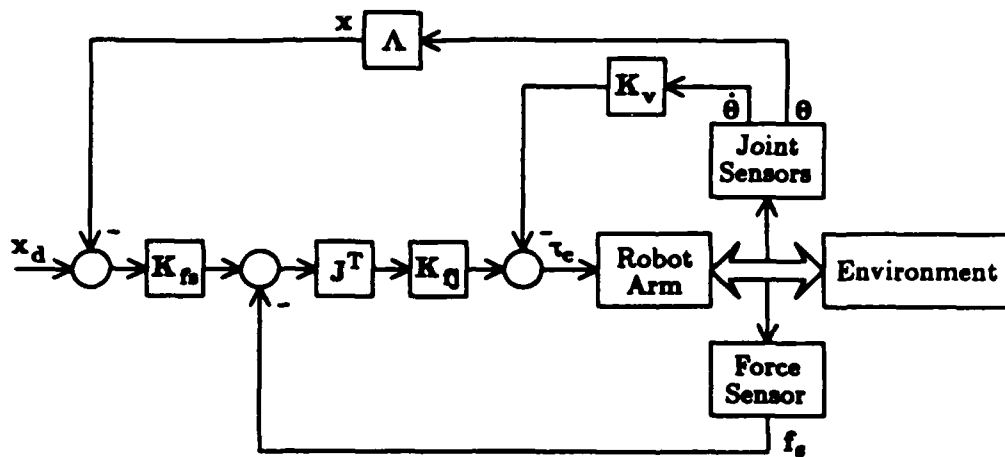 x
Λ
K_v
θ̇
θ
Joint
Sensors
x_d
-
K_fs
-
J^T
K_fj
-
τ_c
Robot
Arm
Environment
Force
Sensor
f_s